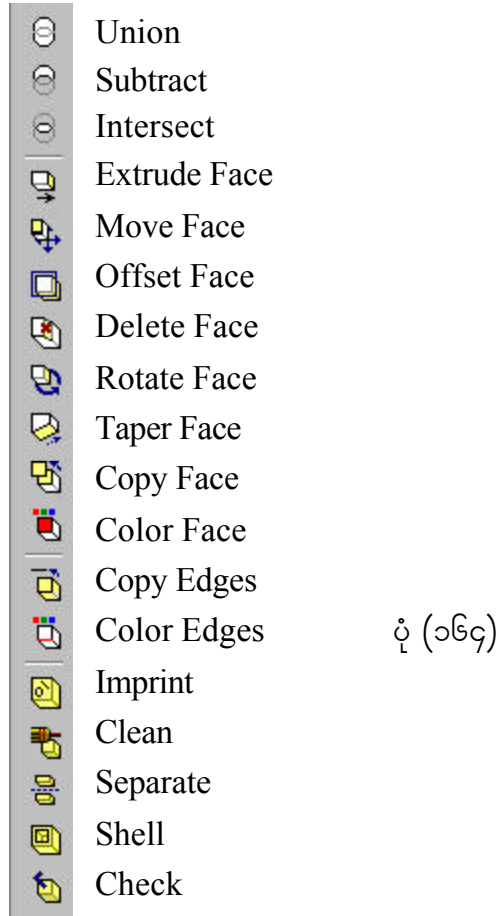 Union
Subtract
Intersect
Extrude Face
Move Face
Offset Face
Delete Face
Rotate Face
Taper Face
Copy Face
Color Face
Copy Edges
Color Edges ပုံ (၁၆၄)
Imprint
Clean
Separate
Shell
Check